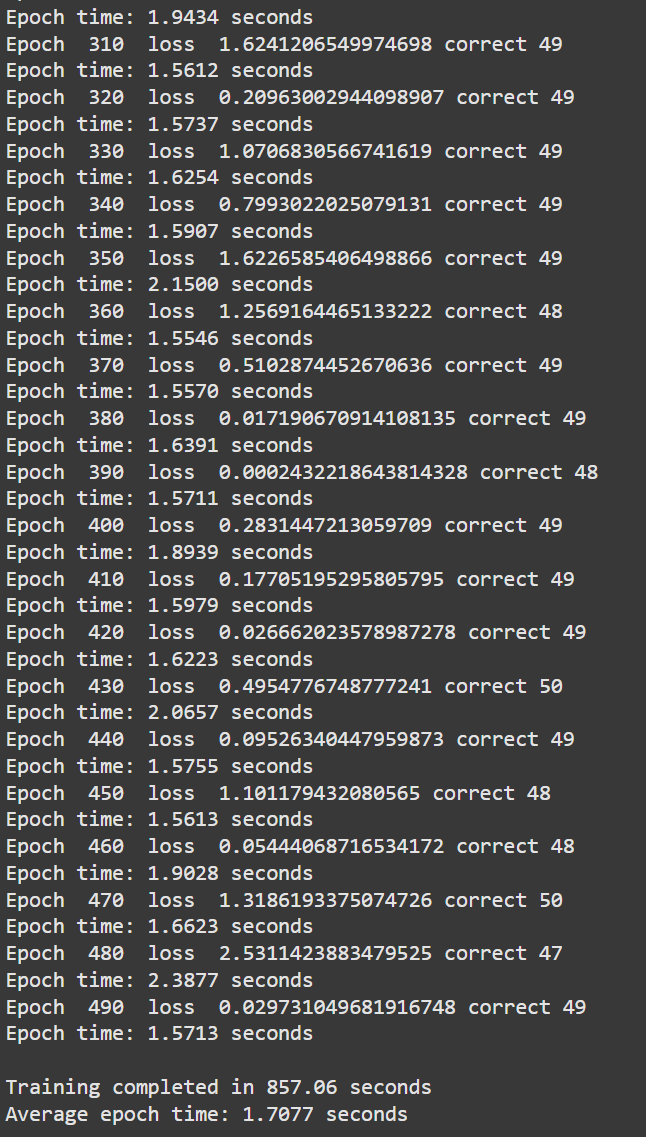 Epoch time: 1.9434 seconds
Epoch  310  loss  1.6241206549974698 correct 49
Epoch time: 1.5612 seconds
Epoch  320  loss  0.20963002944098907 correct 49
Epoch time: 1.5737 seconds
Epoch  330  loss  1.0706830566741619 correct 49
Epoch time: 1.6254 seconds
Epoch  340  loss  0.7993022025079131 correct 49
Epoch time: 1.5907 seconds
Epoch  350  loss  1.6226585406498866 correct 49
Epoch time: 2.1500 seconds
Epoch  360  loss  1.2569164465133222 correct 48
Epoch time: 1.5546 seconds
Epoch  370  loss  0.5102874452670636 correct 49
Epoch time: 1.5570 seconds
Epoch  380  loss  0.017190670914108135 correct 49
Epoch time: 1.6391 seconds
Epoch  390  loss  0.0002432218643814328 correct 48
Epoch time: 1.5711 seconds
Epoch  400  loss  0.2831447213059709 correct 49
Epoch time: 1.8939 seconds
Epoch  410  loss  0.17705195295805795 correct 49
Epoch time: 1.5979 seconds
Epoch  420  loss  0.026662023578987278 correct 49
Epoch time: 1.6223 seconds
Epoch  430  loss  0.4954776748777241 correct 50
Epoch time: 2.0657 seconds
Epoch  440  loss  0.09526340447959873 correct 49
Epoch time: 1.5755 seconds
Epoch  450  loss  1.101179432080565 correct 48
Epoch time: 1.5613 seconds
Epoch  460  loss  0.05444068716534172 correct 48
Epoch time: 1.9028 seconds
Epoch  470  loss  1.3186193375074726 correct 50
Epoch time: 1.6623 seconds
Epoch  480  loss  2.5311423883479525 correct 47
Epoch time: 2.3877 seconds
Epoch  490  loss  0.029731049681916748 correct 49
Epoch time: 1.5713 seconds

Training completed in 857.06 seconds
Average epoch time: 1.7077 seconds